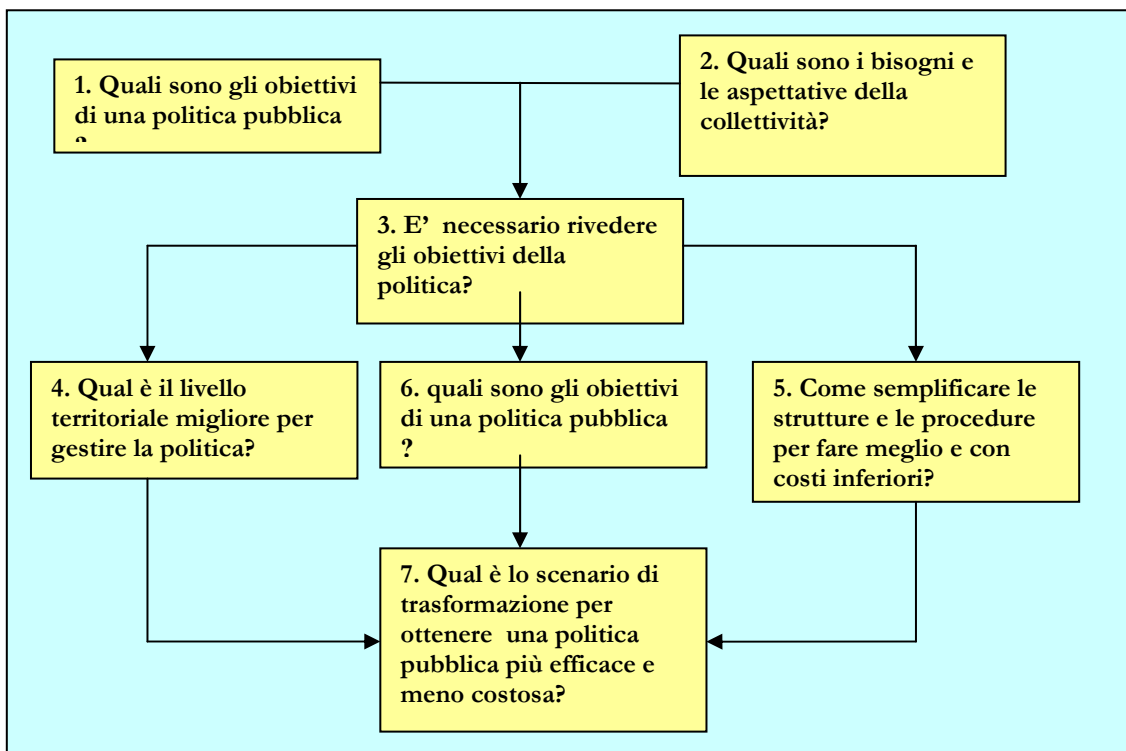 1. Quali sono gli obiettivi
di una politica pubblica
?
2. Quali sono i bisogni e
le aspettative della
collettività?
3. E' necessario rivedere
gli obiettivi della
politica?
4. Qual è il livello
territoriale migliore per
gestire la politica?
6. quali sono gli obiettivi
di una politica pubblica
?
5. Come semplificare le
strutture e le procedure
per fare meglio e con
costi inferiori?
7. Qual è lo scenario di
trasformazione per
ottenere una politica
pubblica più efficace e
meno costosa?